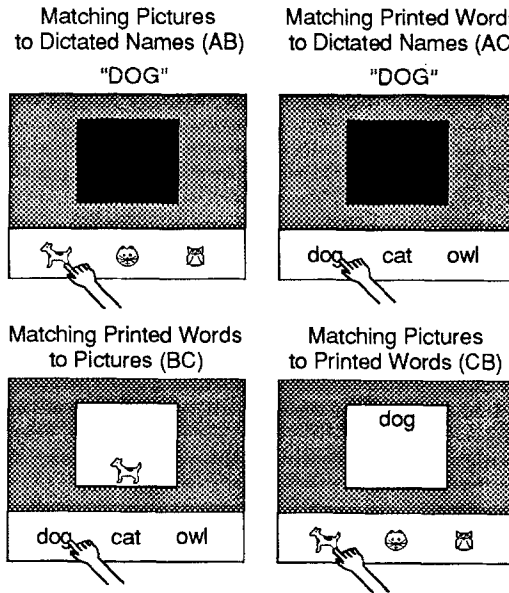 Matching Pictures
to Dictated Names (AB)
"DOG"
Matching Printed Words
to Dictated Names (AC
"DOG"
dog cat owl
Matching Printed Words
to Pictures (BC)
dog cat owl
Matching Pictures
to Printed Words (CB)
dog